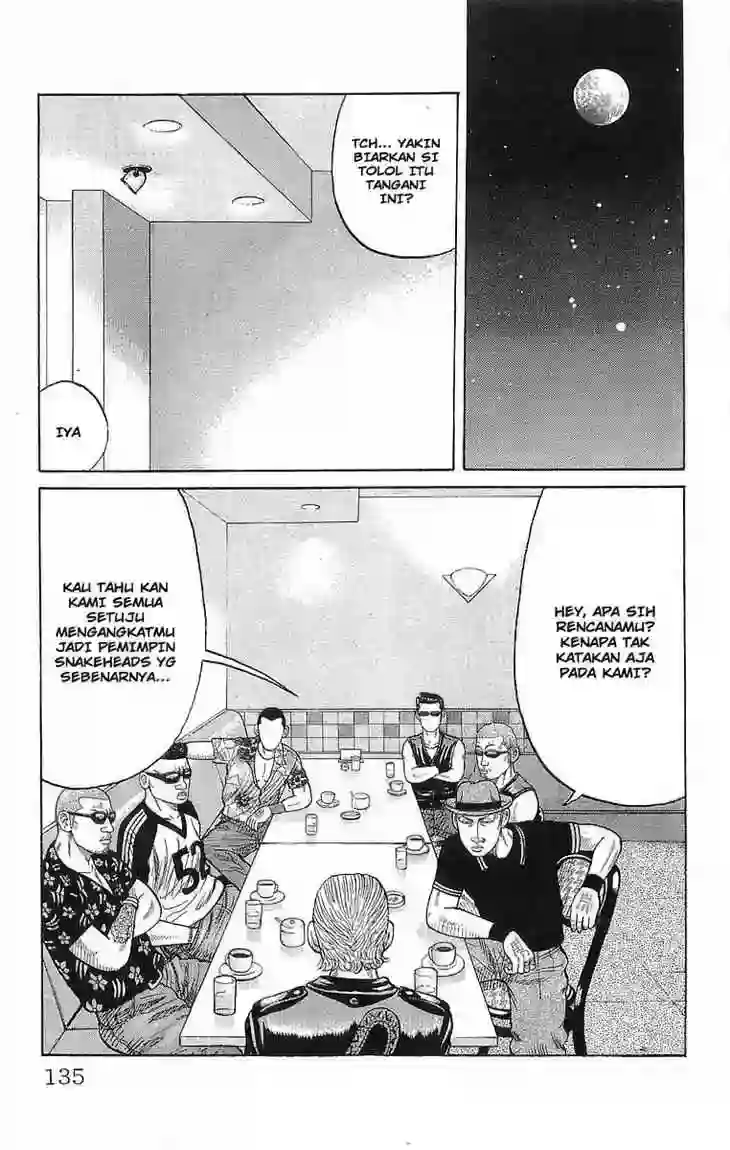 TCH... YAKIN
BIARKAN SI
TOLOL ITU
TANGANI
INI?
IYA
HEY, APA SIH
RENCANAMU?
KENAPA TAK
KATAKAN AJA
PADA KAMI?
KAU TAHU KAN
KAMI SEMUA
SETUJU
MENGANGKATMU
JADI PEMIMPIN
SNAKEHEADS YG
SEBENARNYA...
52
135